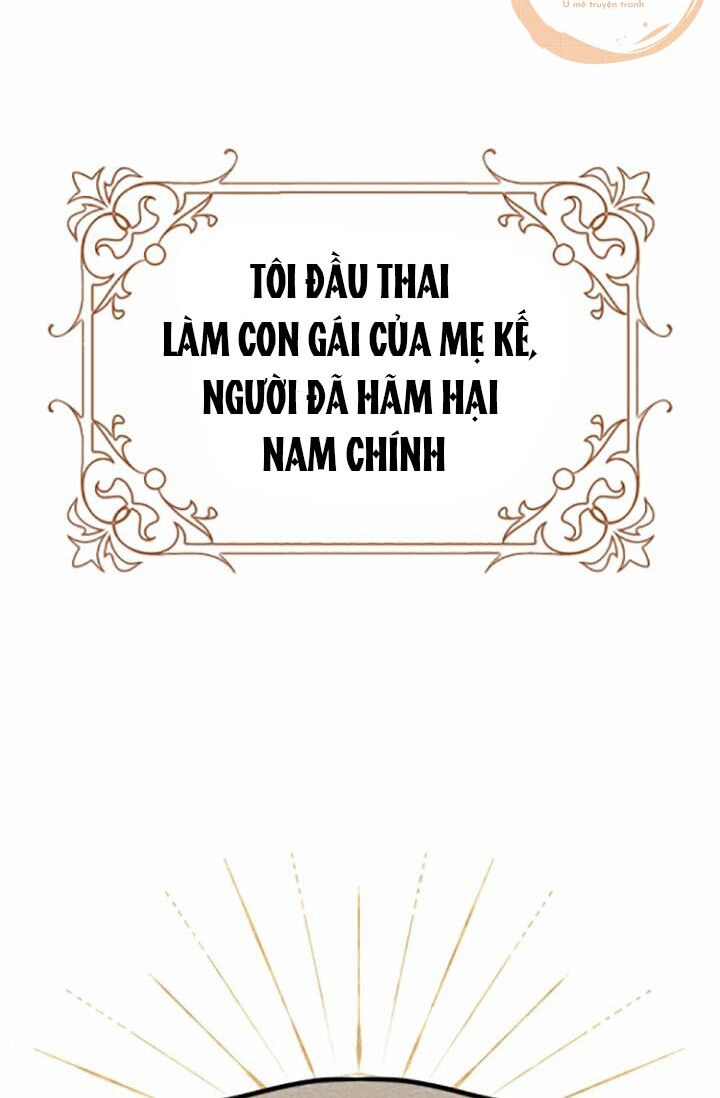 Ủ mê truyện tranh
TÔI ĐẦU THAI
LÀM CON GÁI CỦA MẸ KẾ,
NGƯỜI ĐÃ HÃM HẠI
NAM CHÍNH